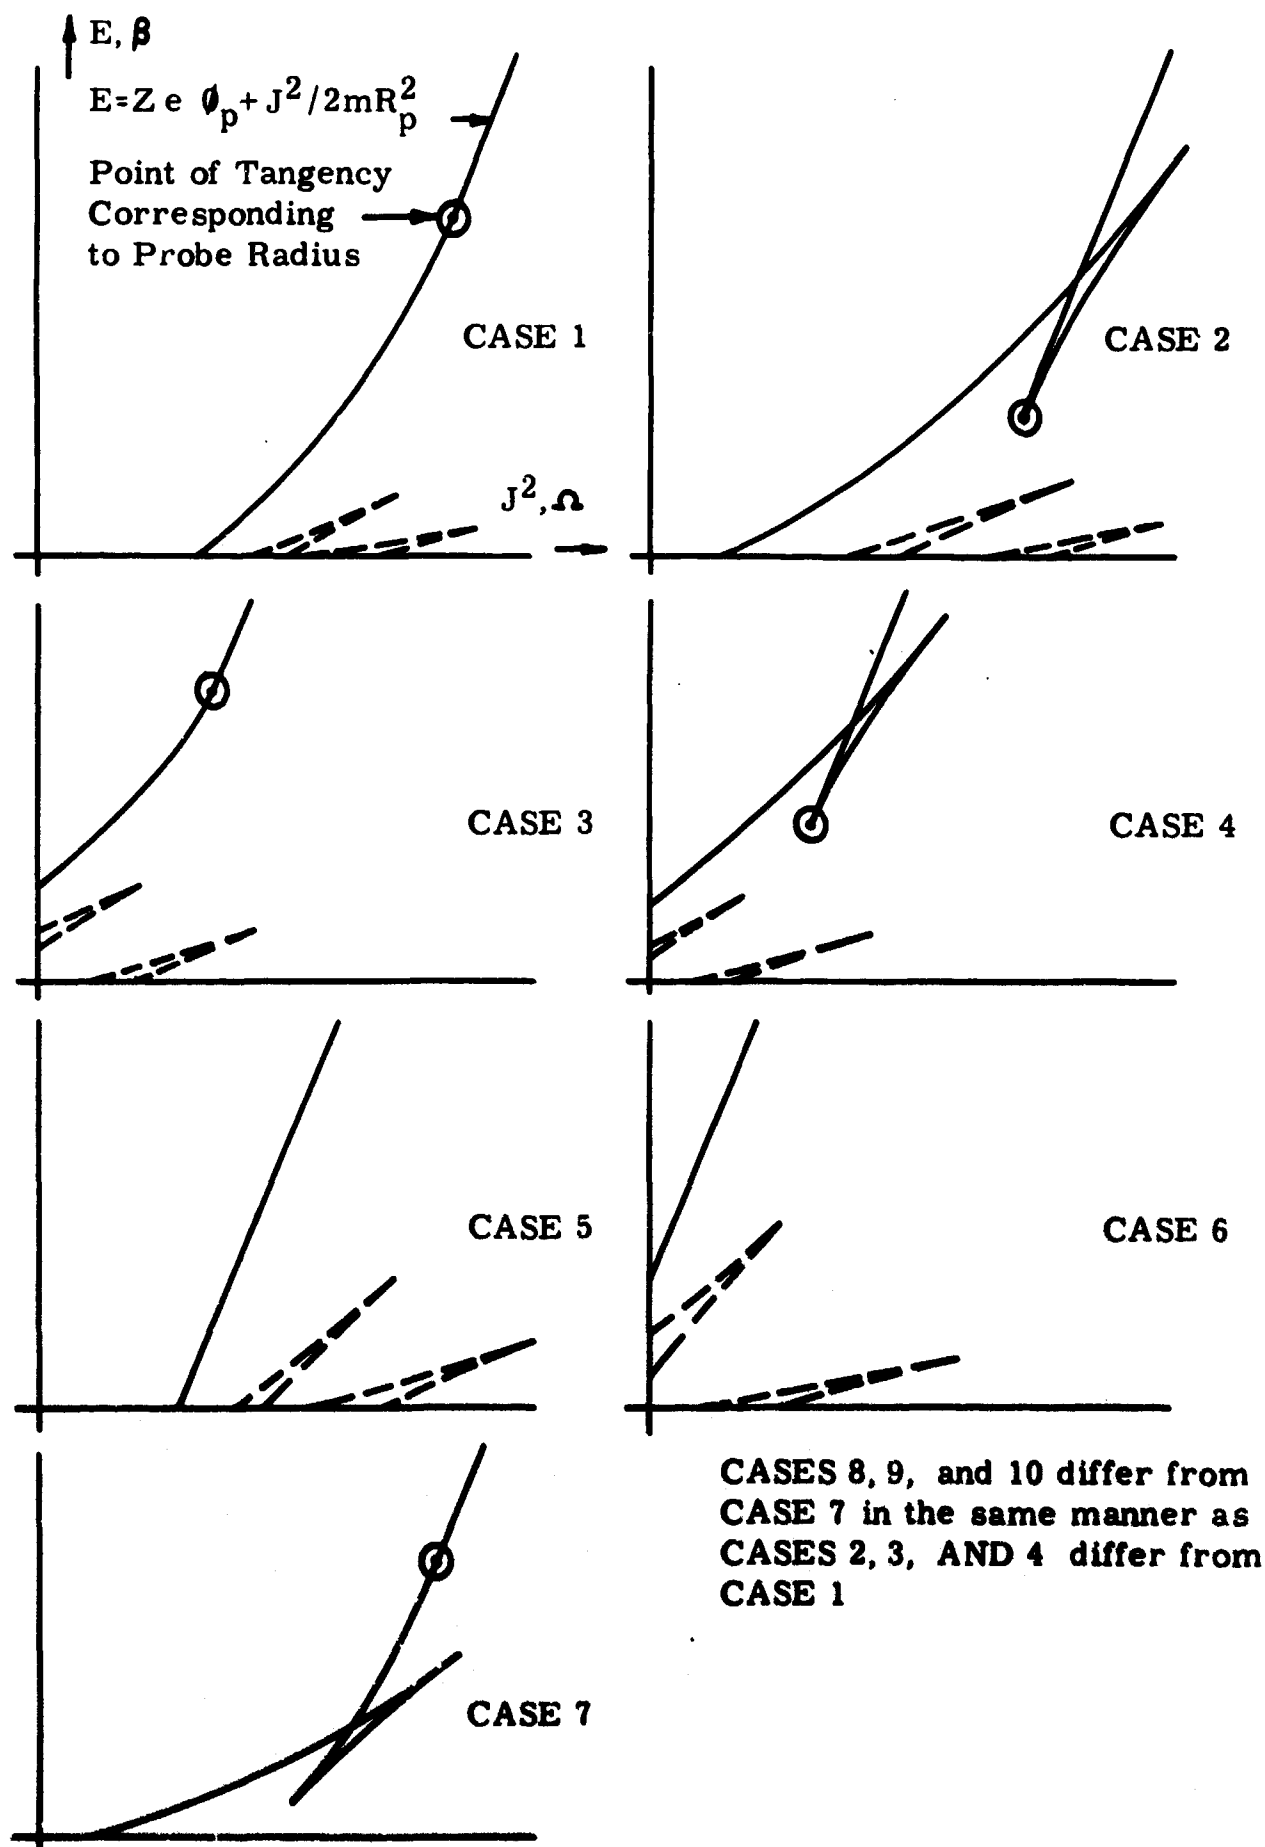 E, β
E=Z e ϕp+ J²/2mRp²
Point of Tangency
Corresponding
to Probe Radius
CASE 1
J², Ω
CASE 2
CASE 3
CASE 4
CASE 5
CASE 6
CASE 7
CASES 8, 9, and 10 differ from
CASE 7 in the same manner as
CASES 2, 3, AND 4 differ from
CASE 1